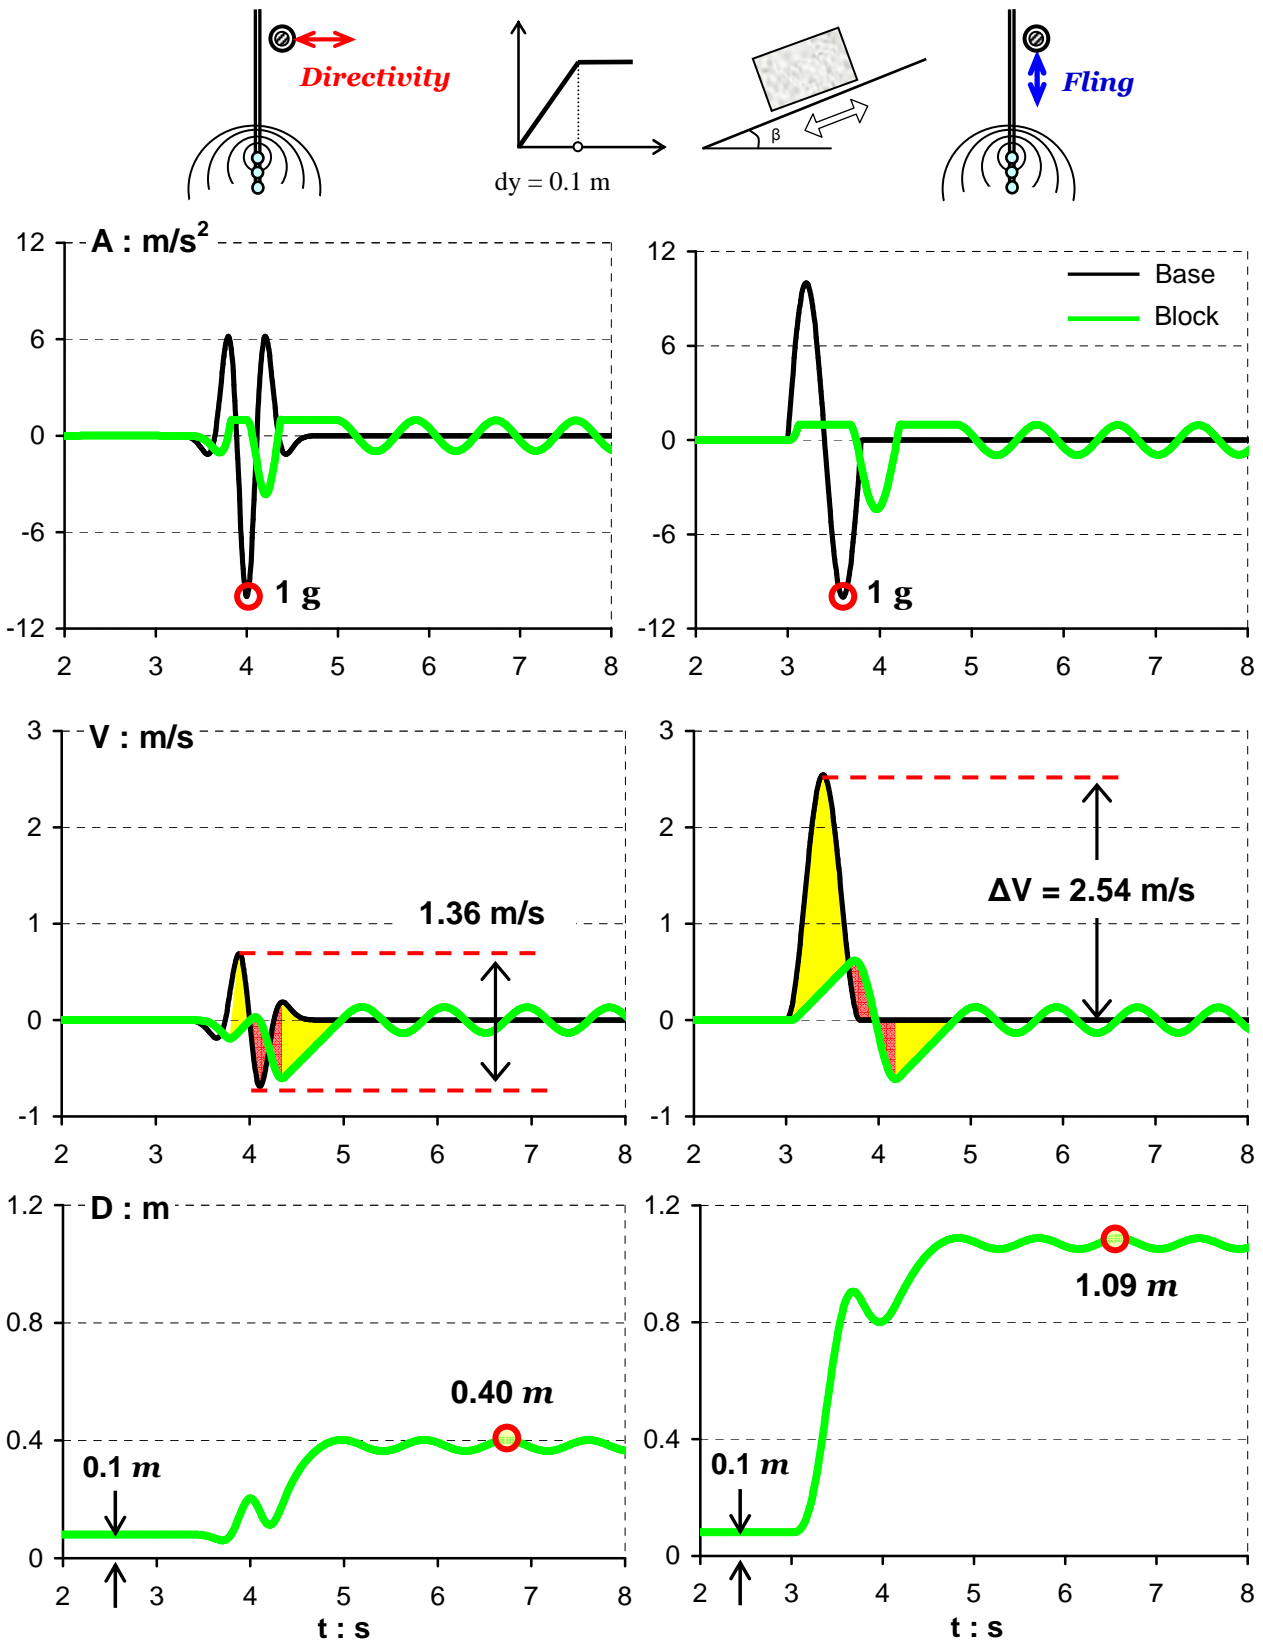 Directivity
dy = 0.1 m
β
Fling
A : m/s²
12
6
0
-6
-12
1 g
2 3 4 5 6 7 8
12
6
0
-6
-12
Base
Block
1 g
2 3 4 5 6 7 8
V : m/s
3
2
1
0
-1
1.36 m/s
2 3 4 5 6 7 8
3
2
1
0
-1
ΔV = 2.54 m/s
2 3 4 5 6 7 8
D : m
1.2
0.8
0.4
0
0.40 m
0.1 m
2 3 4 5 6 7 8
t : s
1.2
0.8
0.4
0
1.09 m
0.1 m
2 3 4 5 6 7 8
t : s